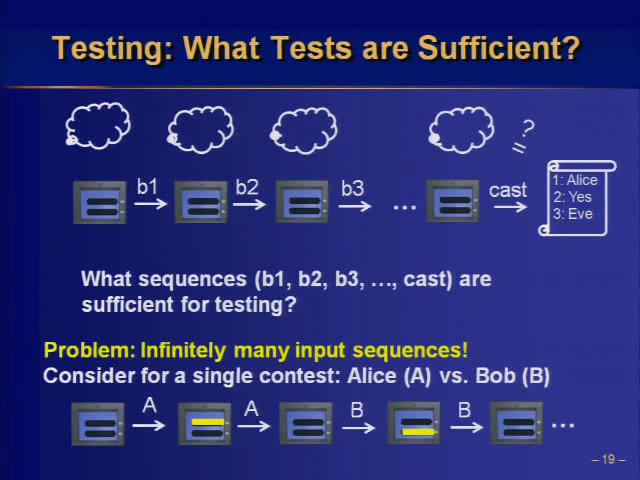 Testing: What Tests are Sufficient?
?
=
b1 b2 b3 ... cast
1: Alice
2: Yes
3: Eve
What sequences (b1, b2, b3, ..., cast) are
sufficient for testing?
Problem: Infinitely many input sequences!
Consider for a single contest: Alice (A) vs. Bob (B)
A A B B ...
– 19 –